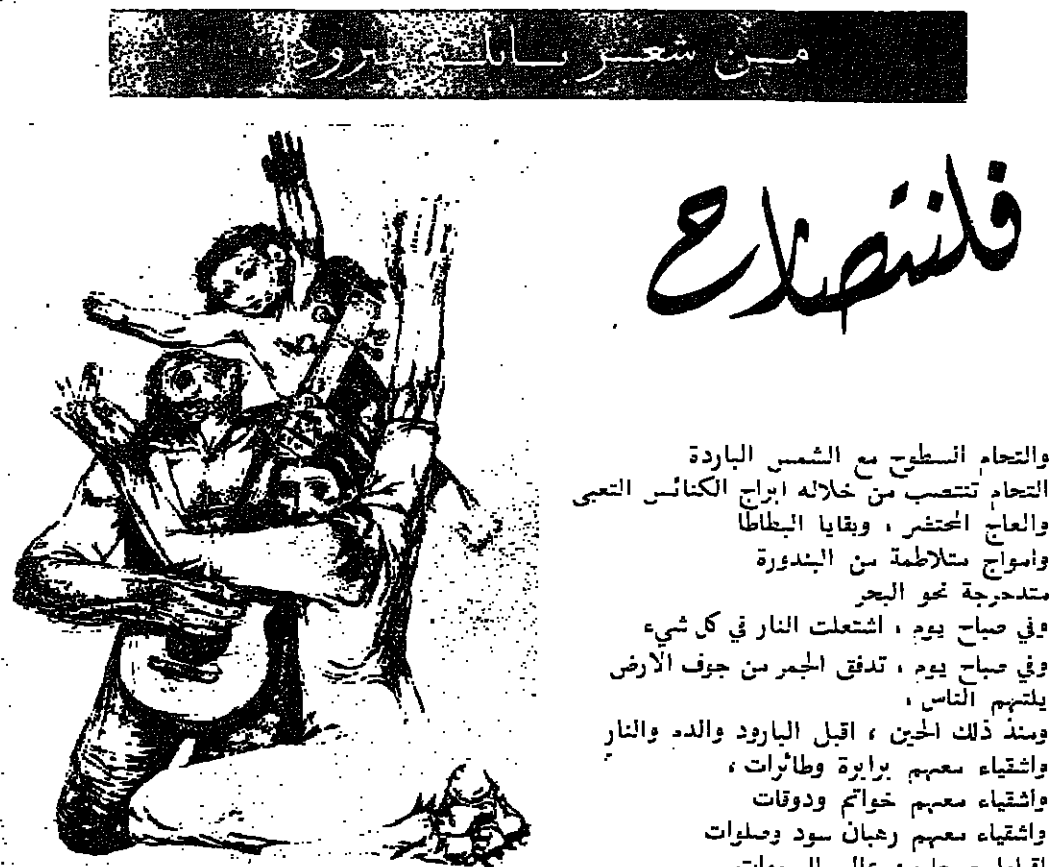 من شعر بابلو نرودا
فلنتصارح
والتحام السطوح مع الشمس الباردة
التحام تنتصب من خلاله ابراج الكنائس التعبى
والعاج المحتضر ، وبقايا البطاطا
وامواج متلاطمة من البندورة
متدحرجة نحو البحر
وفي صباح يوم ، اشتعلت النار في كل شيء
وفي صباح يوم ، تدفق الجمر من جوف الارض
يلتهم الناس ،
ومنذ ذلك الحين ، اقبل البارود والدم والنار
واشقياء معهم برابرة وطائرات ،
واشقياء معهم خواتم ودوقات
واشقياء معهم رهبان سود وصلوات